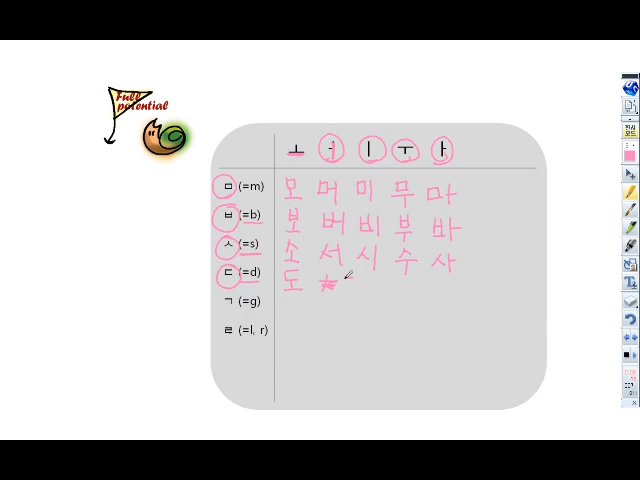 Full
potential
ㅗ ㅓ ㅣ ㅜ ㅏ
ㅁ (=m) 모 머 미 무 마
ㅂ (=b) 보 버 비 부 바
ㅅ (=s) 소 서 시 수 사
ㄷ (=d) 도
ㄱ (=g)
ㄹ (=l, r)